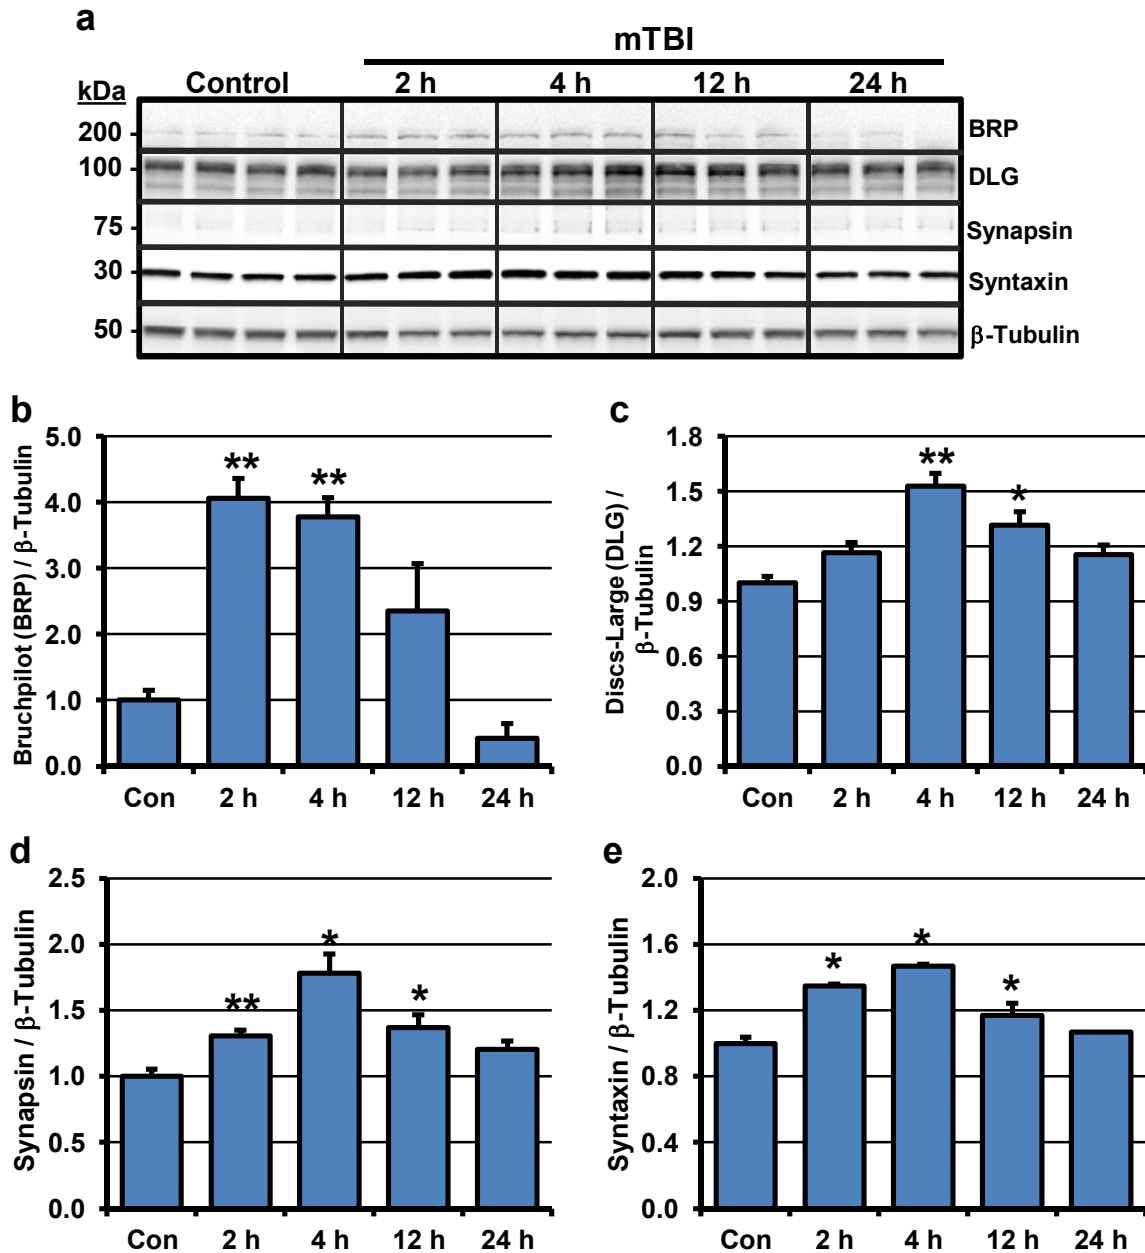 a
mTBI
Control 2 h 4 h 12 h 24 h
kDa
200 BRP
100 DLG
75 Synapsin
30 Syntaxin
50 β-Tubulin
b
Bruchpilot (BRP) / β-Tubulin
5.0
4.0
3.0
2.0
1.0
0.0
** **
Con 2 h 4 h 12 h 24 h
c
Discs-Large (DLG) /
β-Tubulin
1.8
1.5
1.2
0.9
0.6
0.3
0.0
** *
Con 2 h 4 h 12 h 24 h
d
Synapsin / β-Tubulin
2.5
2.0
1.5
1.0
0.5
0.0
** * *
Con 2 h 4 h 12 h 24 h
e
Syntaxin / β-Tubulin
2.0
1.6
1.2
0.8
0.4
0.0
* * *
Con 2 h 4 h 12 h 24 h